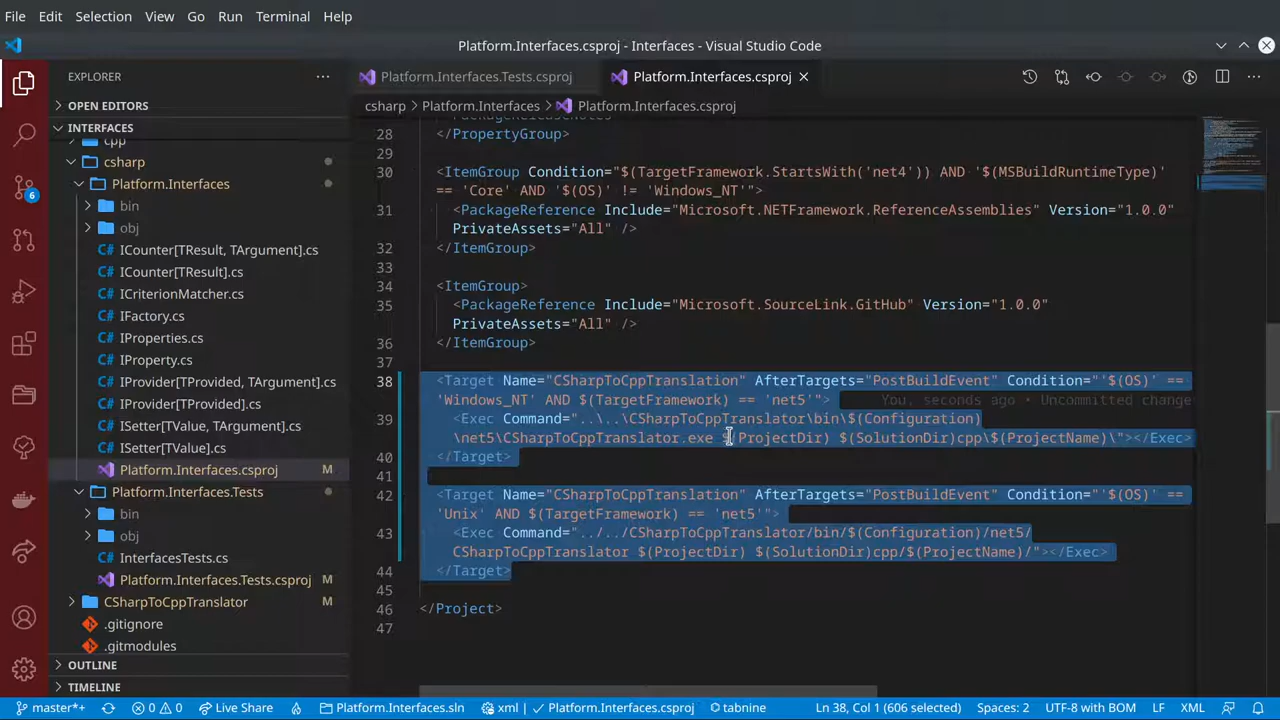 File Edit Selection View Go Run Terminal Help
Platform.Interfaces.csproj - Interfaces - Visual Studio Code
EXPLORER
OPEN EDITORS
INTERFACES
cpp
csharp
Platform.Interfaces
bin
obj
C# ICounter[TResult, TArgument].cs
C# ICounter[TResult].cs
C# ICriterionMatcher.cs
C# IFactory.cs
C# IProperties.cs
C# IProperty.cs
C# IProvider[TProvided, TArgument].cs
C# IProvider[TProvided].cs
C# ISetter[TValue, TArgument].cs
C# ISetter[TValue].cs
Platform.Interfaces.csproj M
Platform.Interfaces.Tests
bin
obj
C# InterfacesTests.cs
Platform.Interfaces.Tests.csproj M
CSharpToCppTranslator M
.gitignore
.gitmodules
OUTLINE
TIMELINE
6
Platform.Interfaces.Tests.csproj
Platform.Interfaces.csproj
csharp > Platform.Interfaces > Platform.Interfaces.csproj
28 </PropertyGroup>
29
30 <ItemGroup Condition="$(TargetFramework.StartsWith('net4')) AND '$(MSBuildRuntimeType)'
== 'Core' AND '$(OS)' != 'Windows_NT'">
31 <PackageReference Include="Microsoft.NETFramework.ReferenceAssemblies" Version="1.0.0"
PrivateAssets="All" />
32 </ItemGroup>
33
34 <ItemGroup>
35 <PackageReference Include="Microsoft.SourceLink.GitHub" Version="1.0.0"
PrivateAssets="All" />
36 </ItemGroup>
37
38 <Target Name="CSharpToCppTranslation" AfterTargets="PostBuildEvent" Condition="'$(OS)' ==
'Windows_NT' AND $(TargetFramework) == 'net5'"> You, seconds ago • Uncommitted change
39 <Exec Command="..\..\CSharpToCppTranslator\bin\$(Configuration)
\net5\CSharpToCppTranslator.exe $(ProjectDir) $(SolutionDir)cpp\$(ProjectName)\"></Exec>
40 </Target>
41
42 <Target Name="CSharpToCppTranslation" AfterTargets="PostBuildEvent" Condition="'$(OS)' ==
'Unix' AND $(TargetFramework) == 'net5'">
43 <Exec Command="../../CSharpToCppTranslator/bin/$(Configuration)/net5/
CSharpToCppTranslator $(ProjectDir) $(SolutionDir)cpp/$(ProjectName)/"></Exec>
44 </Target>
45
46 </Project>
47
master*+ 0 0 Live Share Platform.Interfaces.sln xml Platform.Interfaces.csproj tabnine Ln 38, Col 1 (606 selected) Spaces: 2 UTF-8 with BOM LF XML